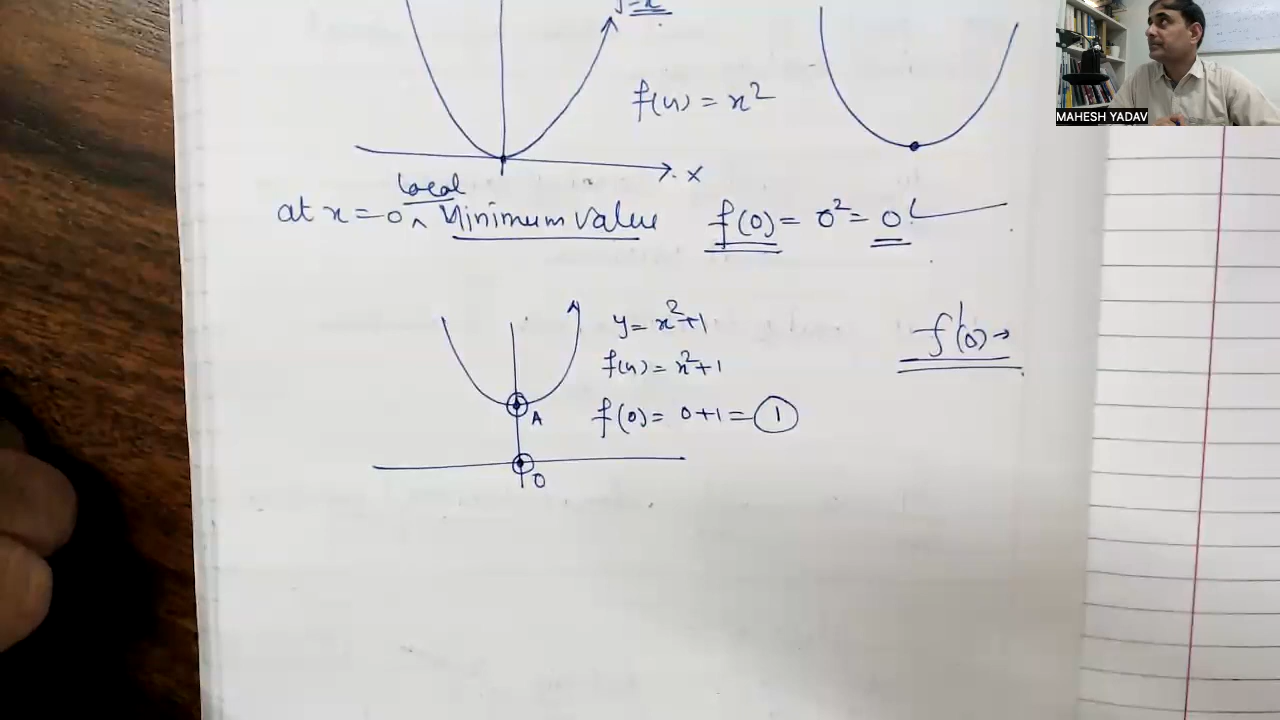 y=x
f(x) = x²
MAHESH YADAV
x
local
at x=0 ^ Minimum value f(0) = 0² = 0
y = x²+1
f(x) = x²+1
f'(0) →
f(0) = 0+1 = 1
A
0